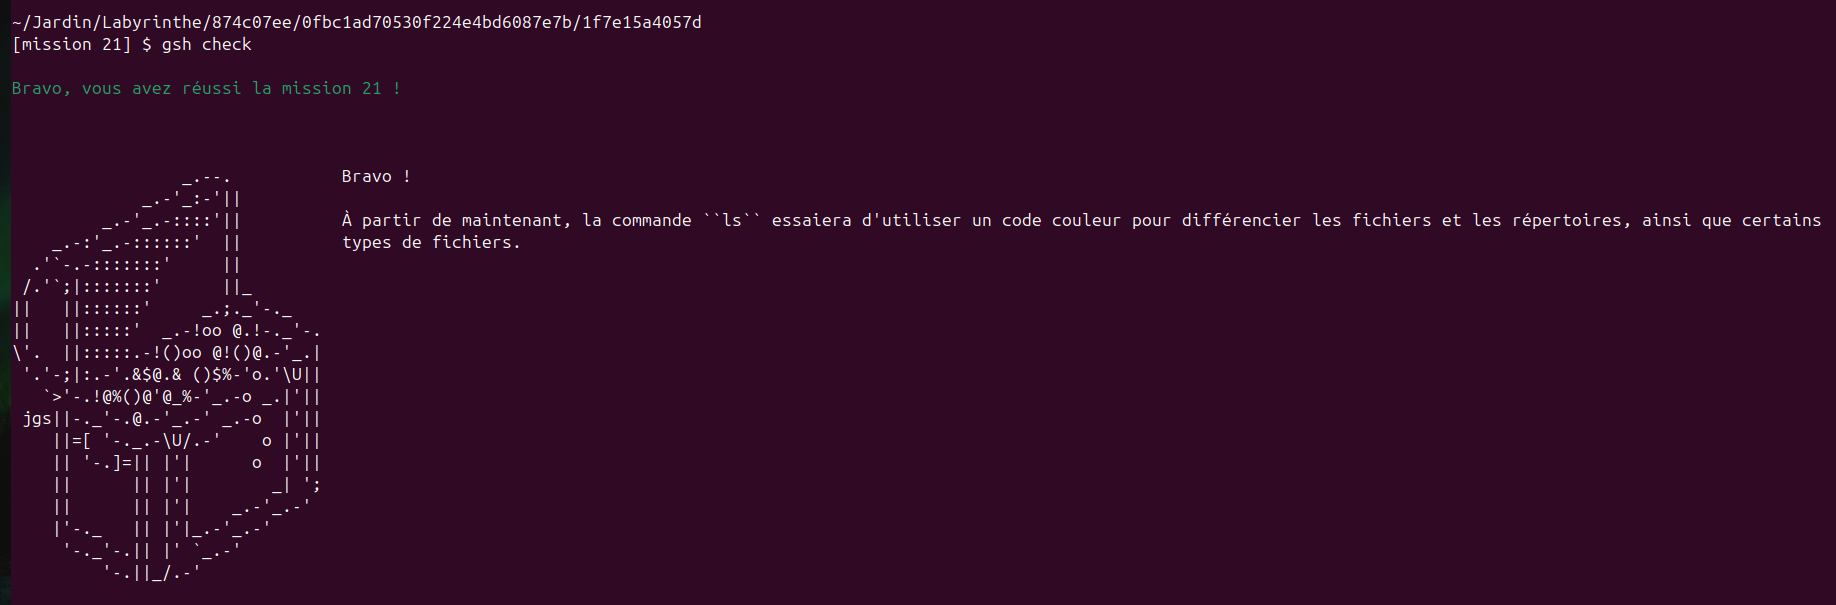 ~/Jardin/Labyrinthe/874c07ee/0fbc1ad70530f224e4bd6087e7b/1f7e15a4057d
[mission 21] $ gsh check
Bravo, vous avez réussi la mission 21 !
Bravo !
À partir de maintenant, la commande ``ls`` essaiera d'utiliser un code couleur pour différencier les fichiers et les répertoires, ainsi que certains
types de fichiers.
jgs